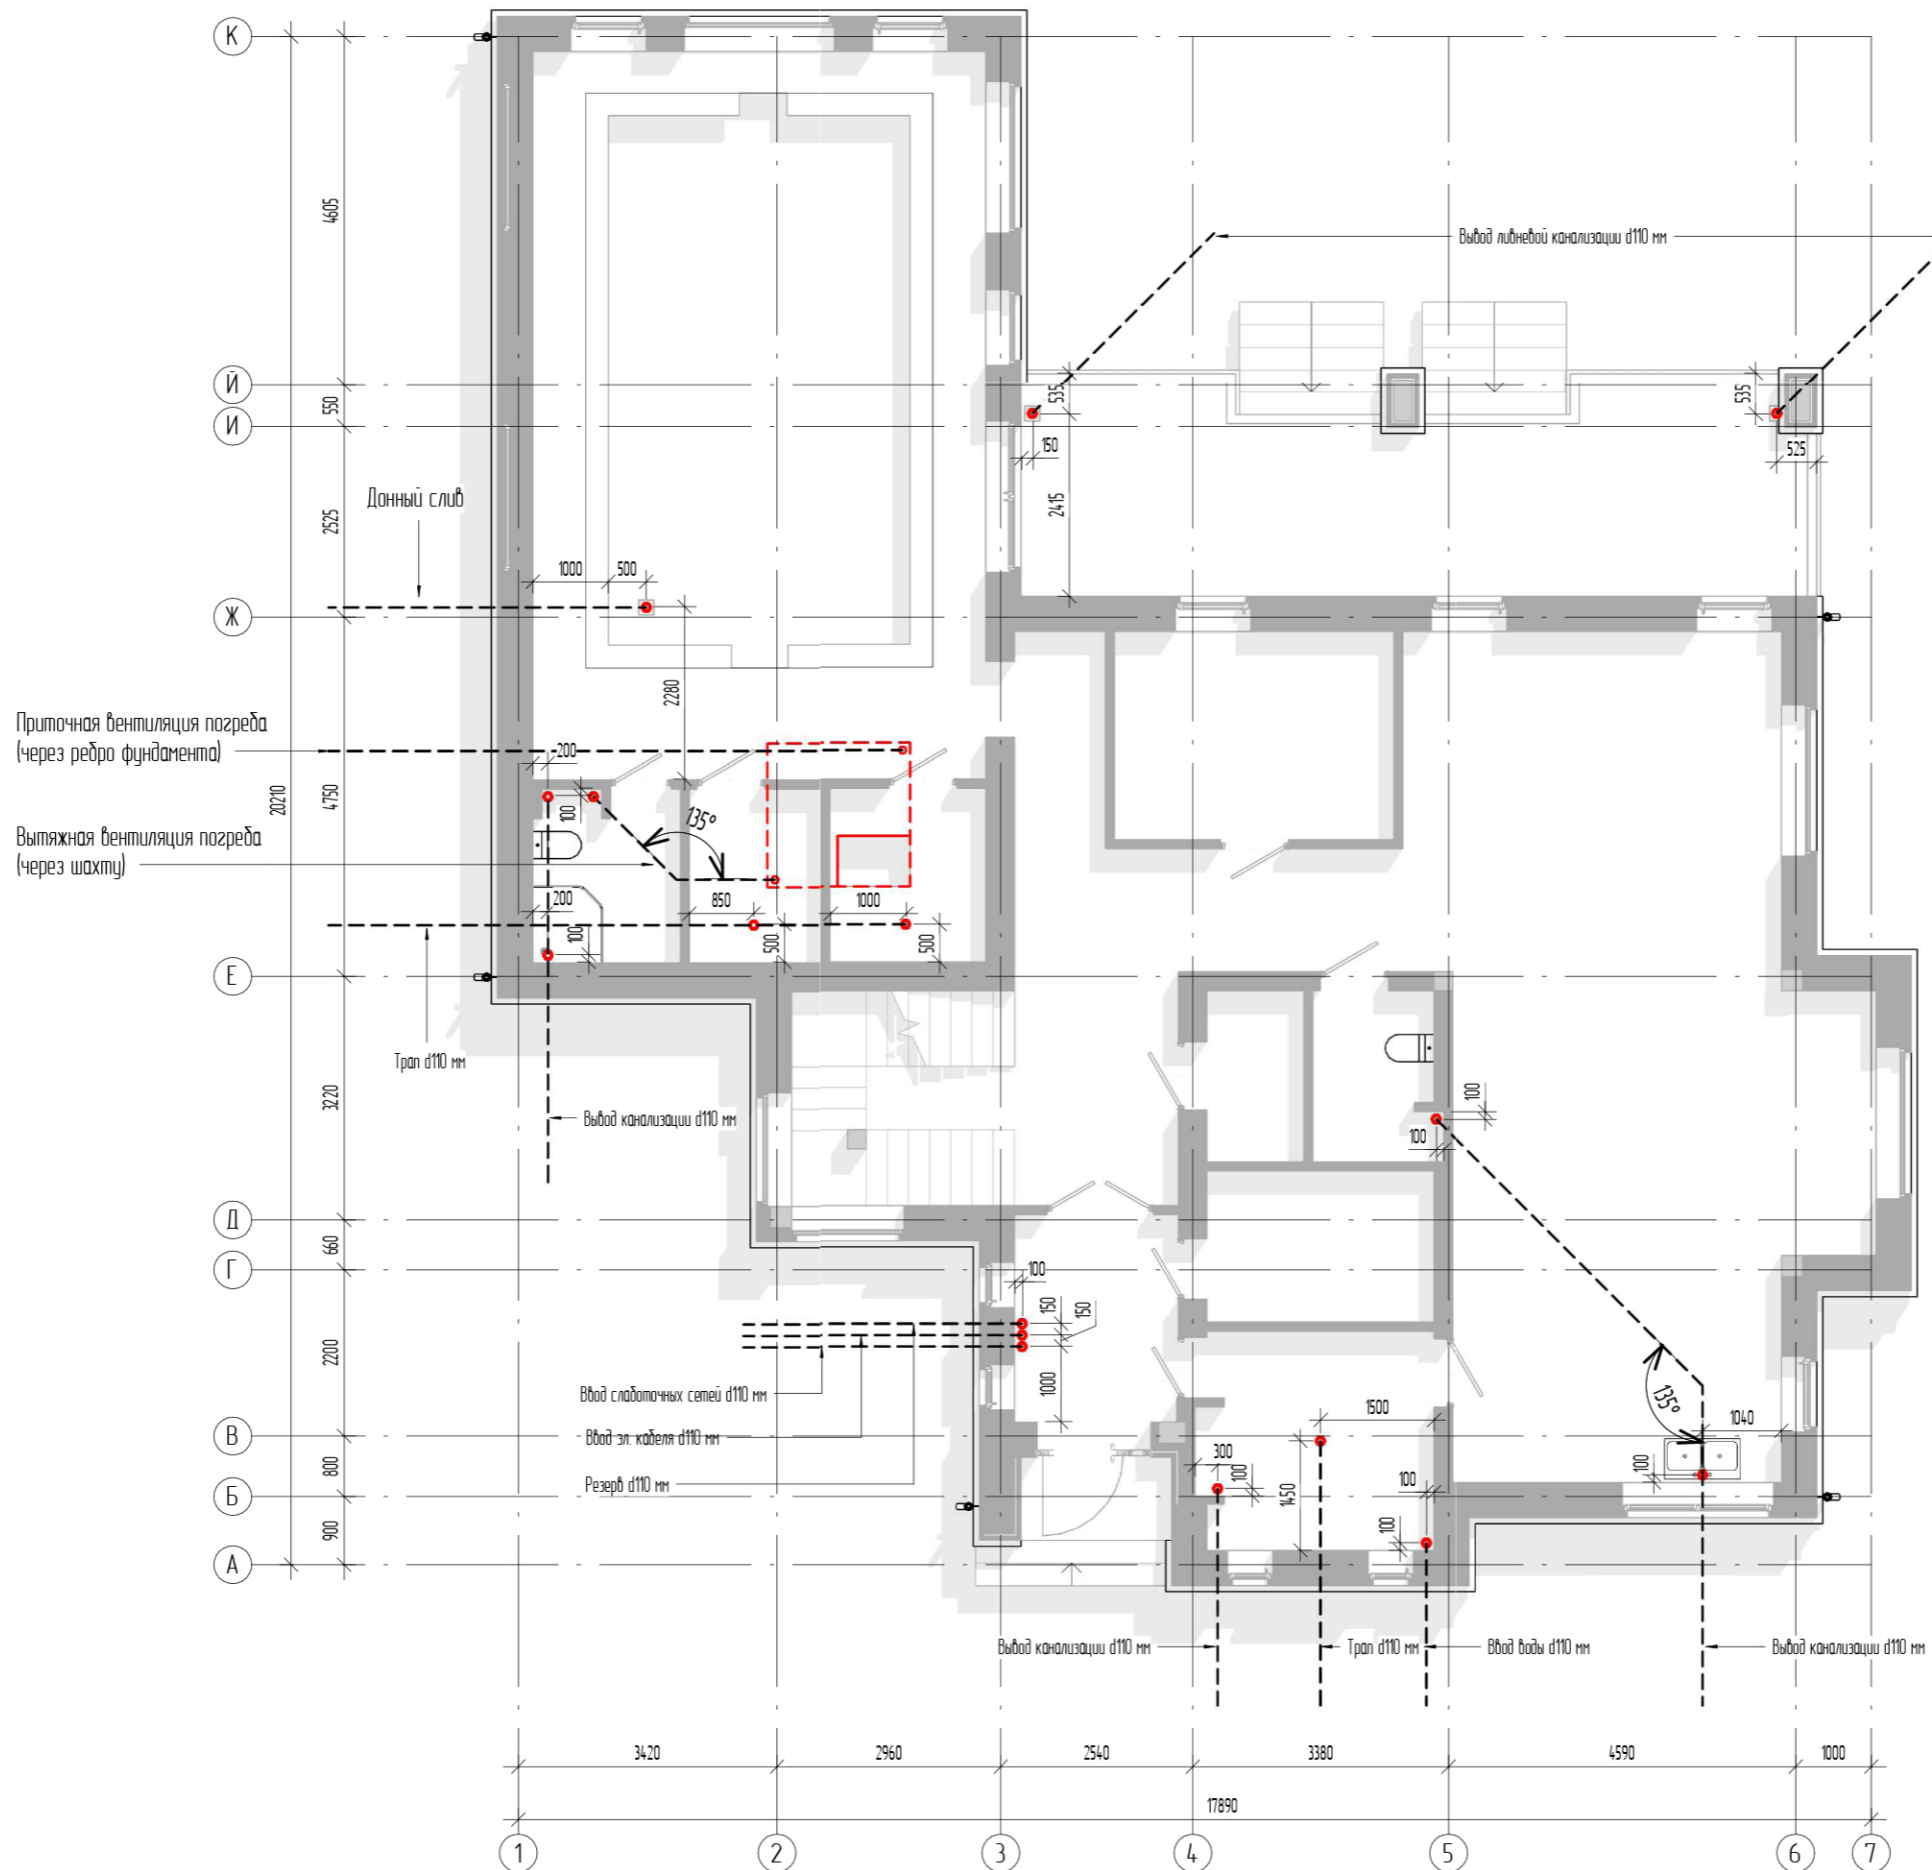 К
Вывод ливневой канализации d110 мм
4605
Й
535
535
550
И
150
525
Донный слив
2525
2415
1000
500
Ж
2280
Приточная вентиляция погреба
(через ребро фундамента)
200
20210
4750
100
135°
Вытяжная вентиляция погреба
(через шахту)
200
850
1000
100
500
500
Е
Трап d110 мм
3220
100
Вывод канализации d110 мм
100
Д
660
Г
100
150
150
2200
Ввод слаботочных сетей d110 мм
1000
135°
1500
1040
В
Ввод эл. кабеля d110 мм
300
800
100
1450
100
Резерв d110 мм
100
Б
900
100
А
Вывод канализации d110 мм
Трап d110 мм
Ввод воды d110 мм
Вывод канализации d110 мм
3420
2960
2540
3380
4590
1000
17890
1
2
3
4
5
6
7